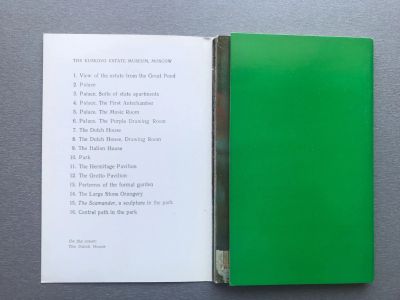 THE KUSKOVO ESTATE MUSEUM, MOSCOW
1. View of the estate from the Great Pond
2. Palace
3. Palace. Suite of state apartments
4. Palace. The First Antechamber
5. Palace. The Music Room
6. Palace. The Purple Drawing Room
7. The Dutch House
8. The Dutch House. Drawing Room
9. The Italian House
10. Park
11. The Hermitage Pavilion
12. The Grotto Pavilion
13. Parterres of the formal garden
14. The Large Stone Orangery
15. The Scamander, a sculpture in the park
16. Central path in the park
On the cover:
The Dutch House